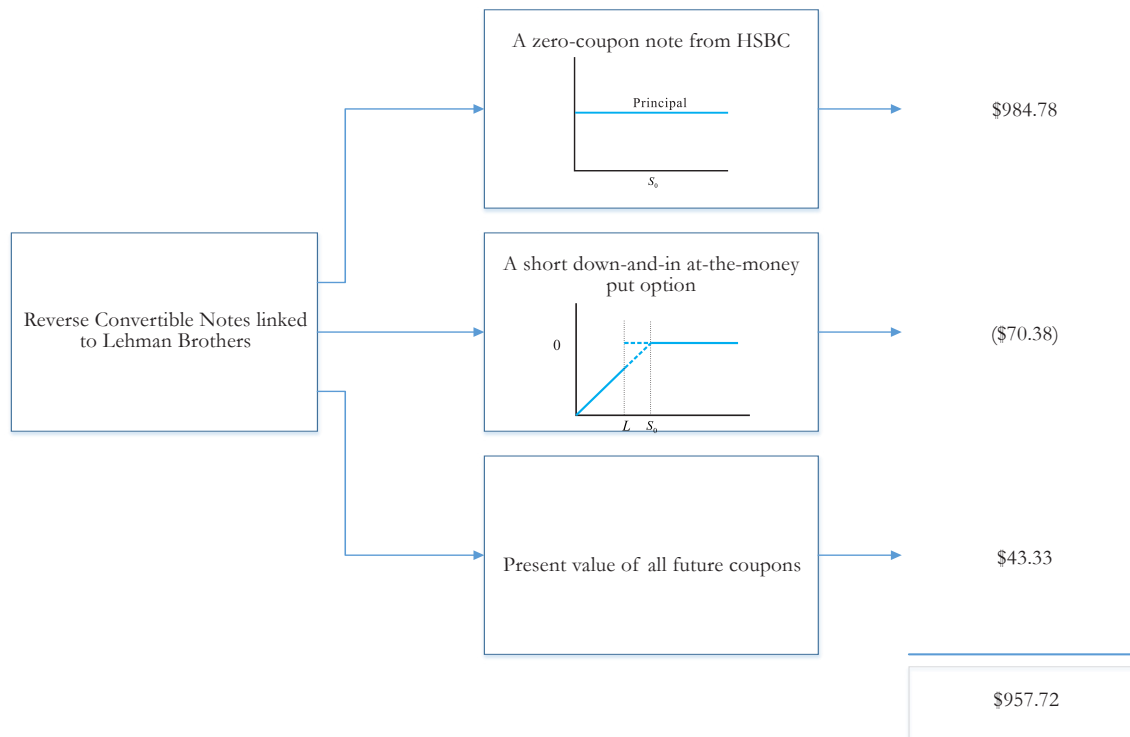 A zero-coupon note from HSBC
Principal
S₀
$984.78
Reverse Convertible Notes linked
to Lehman Brothers
A short down-and-in at-the-money
put option
0
L S₀
($70.38)
Present value of all future coupons
$43.33
$957.72